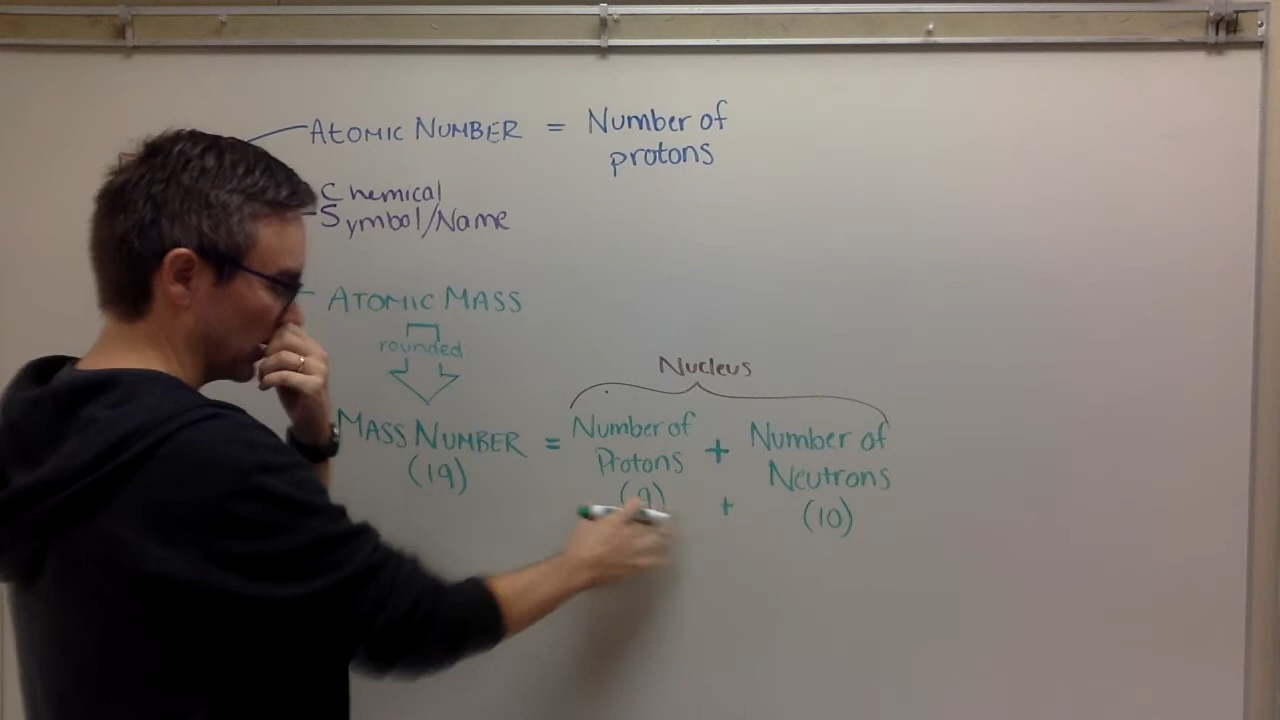 ATOMIC NUMBER = Number of
protons
Chemical
Symbol/Name
ATOMIC MASS
rounded
Nucleus
MASS NUMBER = Number of Protons + Number of Neutrons
(19) (9) + (10)